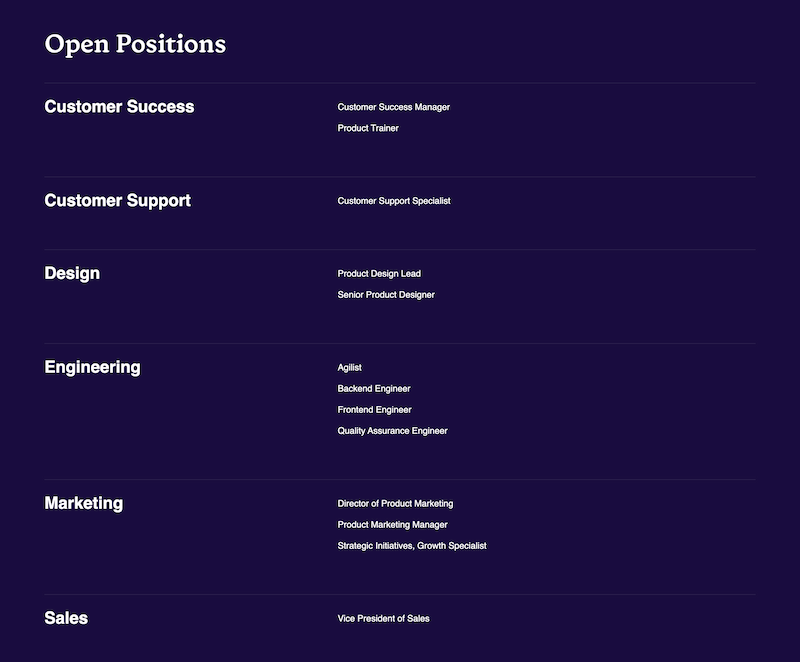 Open Positions
Customer Success
Customer Success Manager
Product Trainer
Customer Support
Customer Support Specialist
Design
Product Design Lead
Senior Product Designer
Engineering
Agilist
Backend Engineer
Frontend Engineer
Quality Assurance Engineer
Marketing
Director of Product Marketing
Product Marketing Manager
Strategic Initiatives, Growth Specialist
Sales
Vice President of Sales